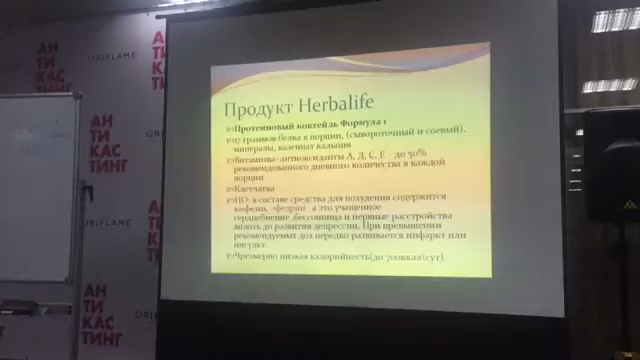 АН
ТИ
КАС
ТИНГ
ORIFLAME
АН
ТИ
КАС
ТИНГ
ORIFLAME
АН
ТИ
КАС
ТИНГ
Продукт Herbalife
Протеиновый коктейль Формула 1
17 граммов белка в порции, (сывороточный и соевый),
минералы, казеинат кальция
Витамины- антиоксиданты А, Д, С, Е – до 50%
рекомендованного дневного количества в каждой
порции
Клетчатка
НО: в составе средства для похудения содержится
кофеин, эфедрин а это учащенное
сердцебиение ,бессонница и нервные расстройства
вплоть до развития депрессии. При превышении
рекомендуемых доз нередко развивается инфаркт или
инсульт.
Чрезмерно низкая калорийность(до 700ккал\сут).